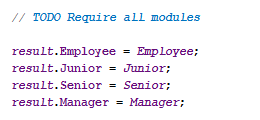 // TODO Require all modules
result.Employee = Employee;
result.Junior = Junior;
result.Senior = Senior;
result.Manager = Manager;